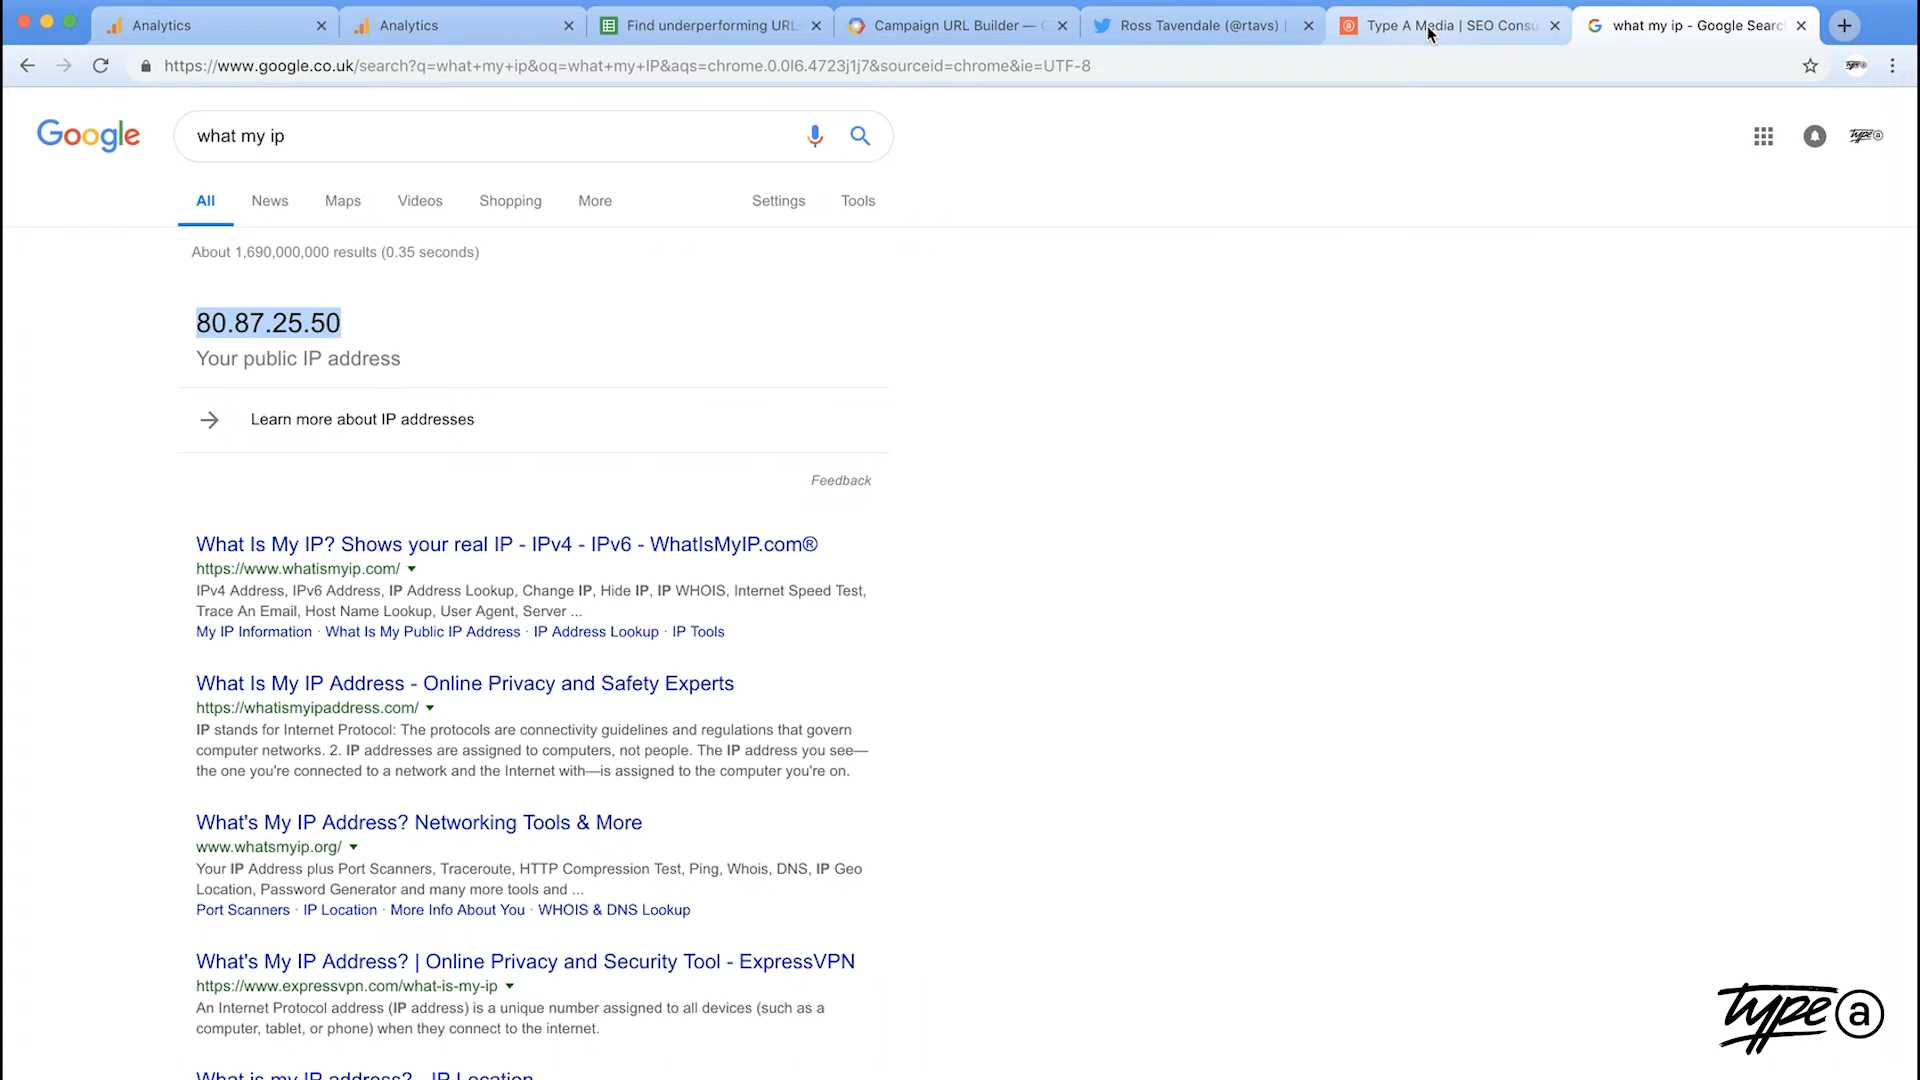 Analytics
Analytics
Find underperforming URL
Campaign URL Builder —
Ross Tavendale (@rtavs) |
Type A Media | SEO Consu
what my ip - Google Searc
https://www.google.co.uk/search?q=what+my+ip&oq=what+my+IP&aqs=chrome.0.0l6.4723j1j7&sourceid=chrome&ie=UTF-8
Google
what my ip
type a
All
News
Maps
Videos
Shopping
More
Settings
Tools
About 1,690,000,000 results (0.35 seconds)
80.87.25.50
Your public IP address
Learn more about IP addresses
Feedback
What Is My IP? Shows your real IP - IPv4 - IPv6 - WhatIsMyIP.com®
https://www.whatismyip.com/
IPv4 Address, IPv6 Address, IP Address Lookup, Change IP, Hide IP, IP WHOIS, Internet Speed Test,
Trace An Email, Host Name Lookup, User Agent, Server ...
My IP Information · What Is My Public IP Address · IP Address Lookup · IP Tools
What Is My IP Address - Online Privacy and Safety Experts
https://whatismyipaddress.com/
IP stands for Internet Protocol: The protocols are connectivity guidelines and regulations that govern
computer networks. 2. IP addresses are assigned to computers, not people. The IP address you see—
the one you're connected to a network and the Internet with—is assigned to the computer you're on.
What's My IP Address? Networking Tools & More
www.whatsmyip.org/
Your IP Address plus Port Scanners, Traceroute, HTTP Compression Test, Ping, Whois, DNS, IP Geo
Location, Password Generator and many more tools and ...
Port Scanners · IP Location · More Info About You · WHOIS & DNS Lookup
What's My IP Address? | Online Privacy and Security Tool - ExpressVPN
https://www.expressvpn.com/what-is-my-ip
An Internet Protocol address (IP address) is a unique number assigned to all devices (such as a
computer, tablet, or phone) when they connect to the internet.
What is my IP address? - IP Location
type a